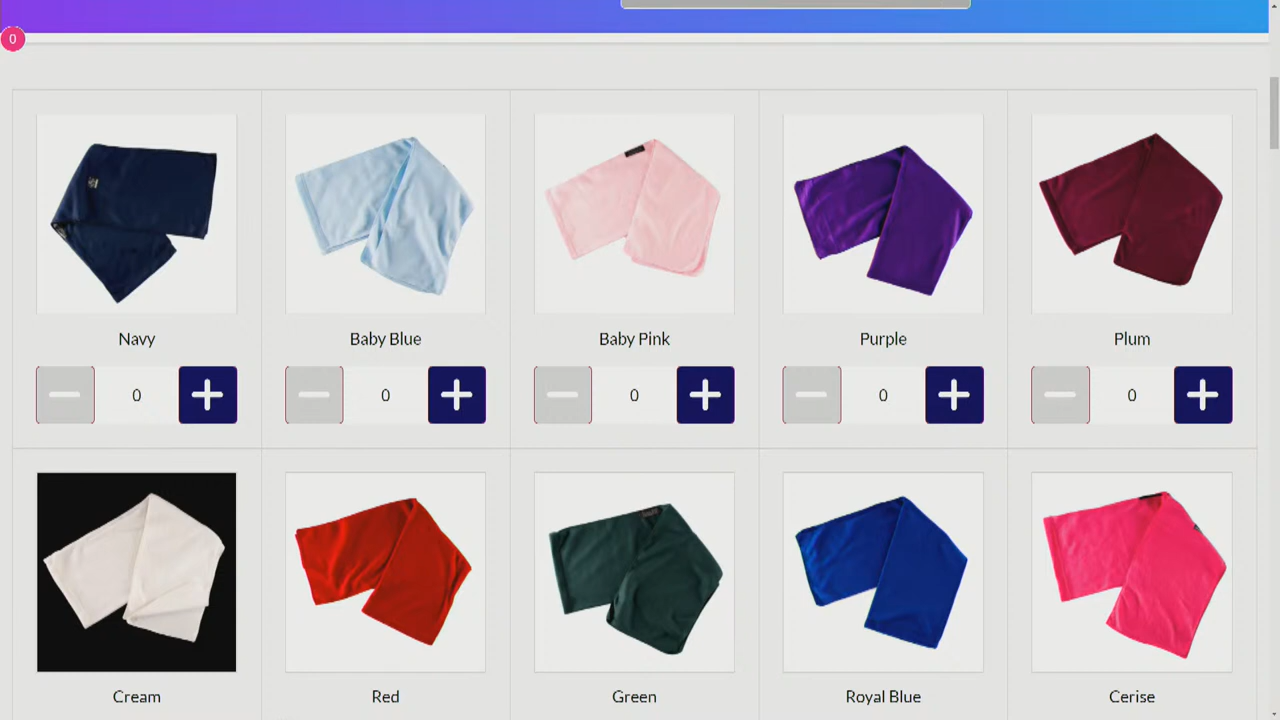 0
Navy
Baby Blue
Baby Pink
Purple
Plum
0
0
0
0
0
Cream
Red
Green
Royal Blue
Cerise